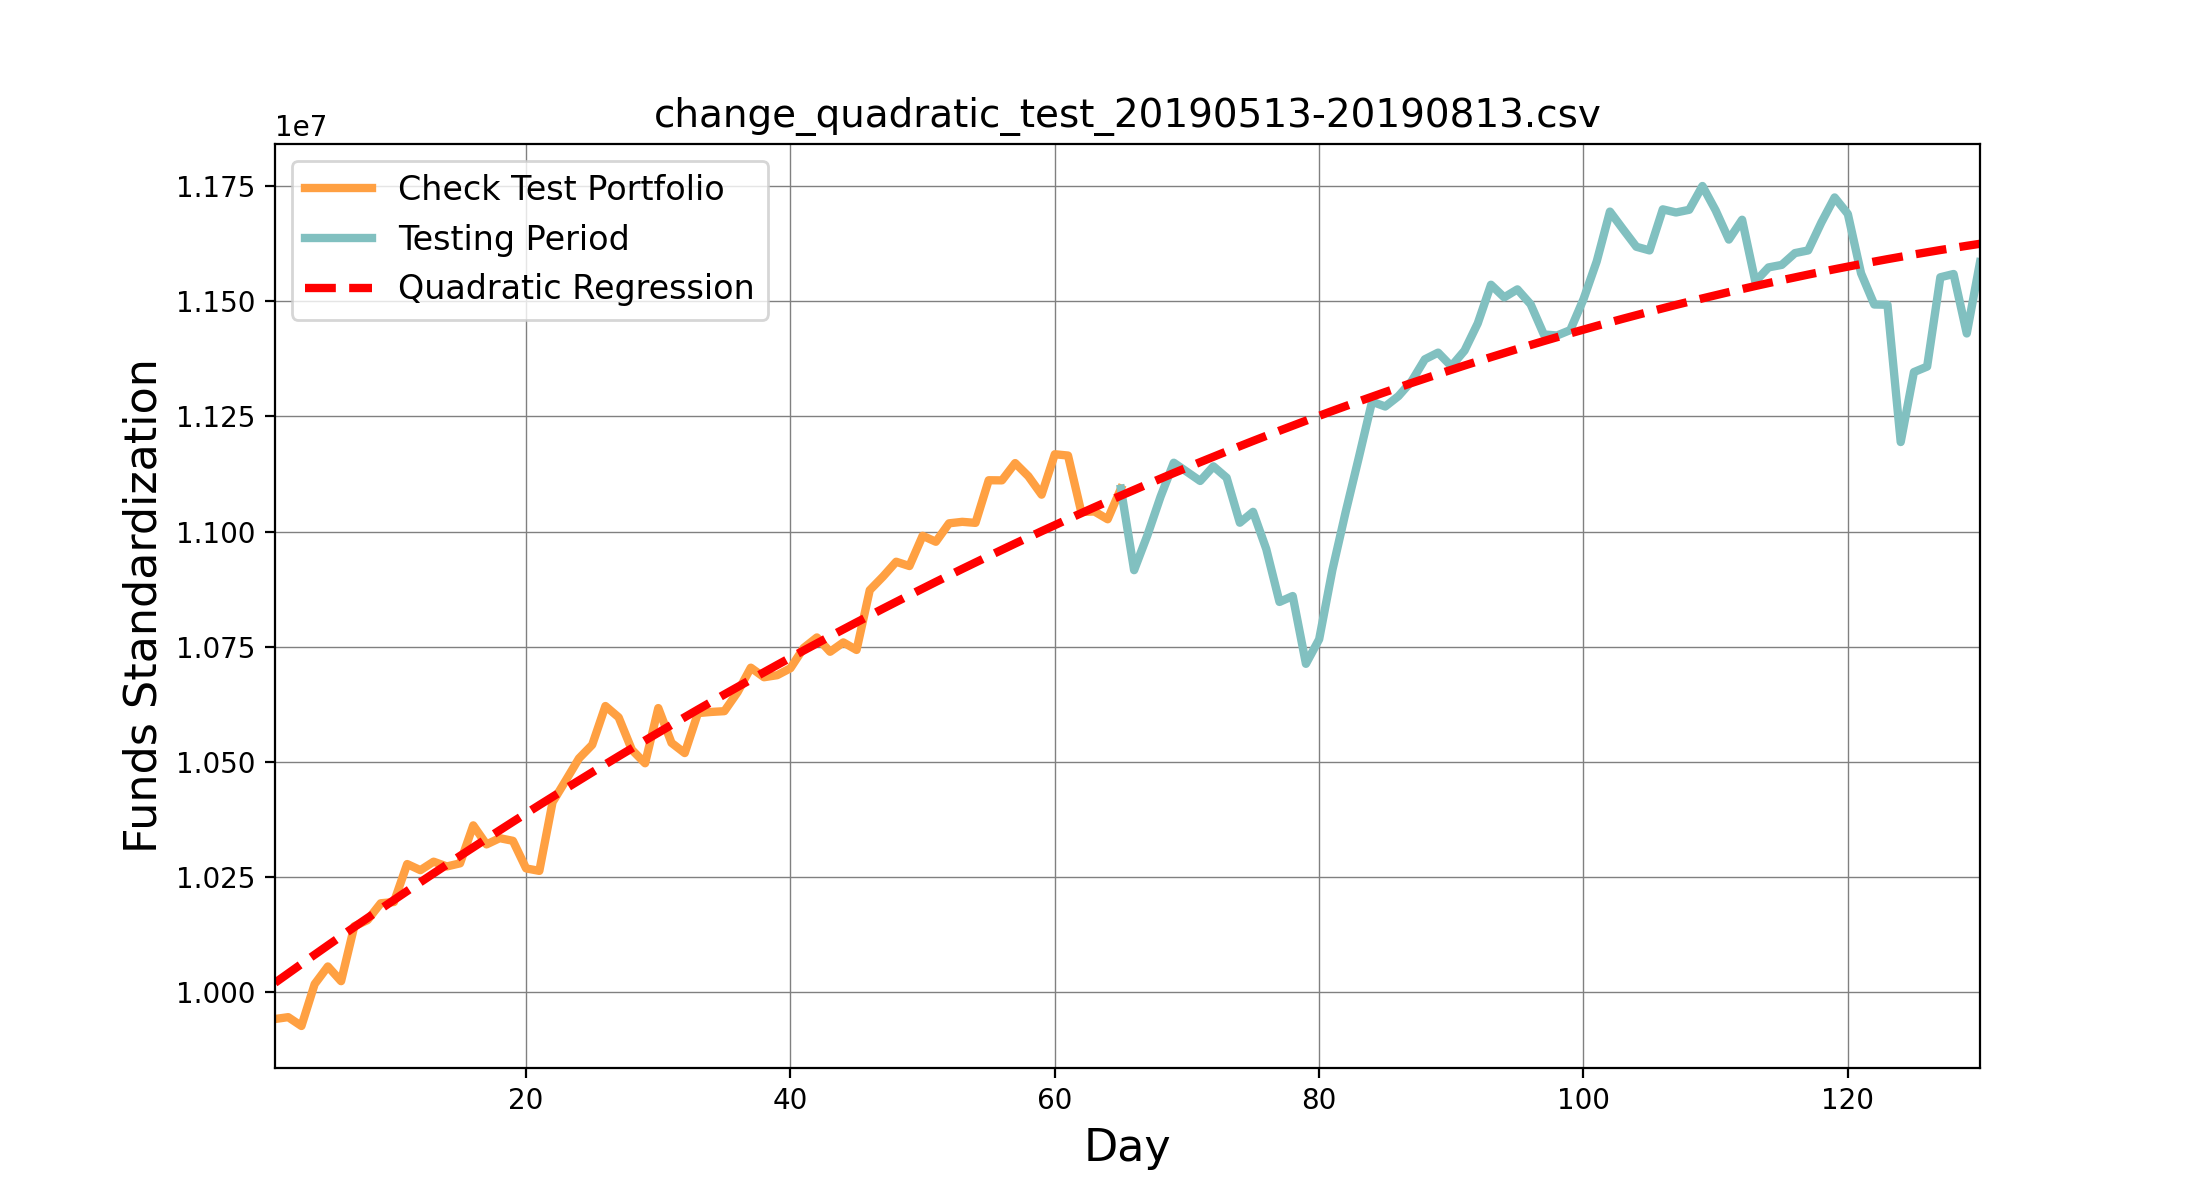 change_quadratic_test_20190513-20190813.csv
1e7
Check Test Portfolio
Testing Period
Quadratic Regression
1.175
1.150
1.125
1.100
1.075
1.050
1.025
1.000
Funds Standardization
20 40 60 80 100 120
Day